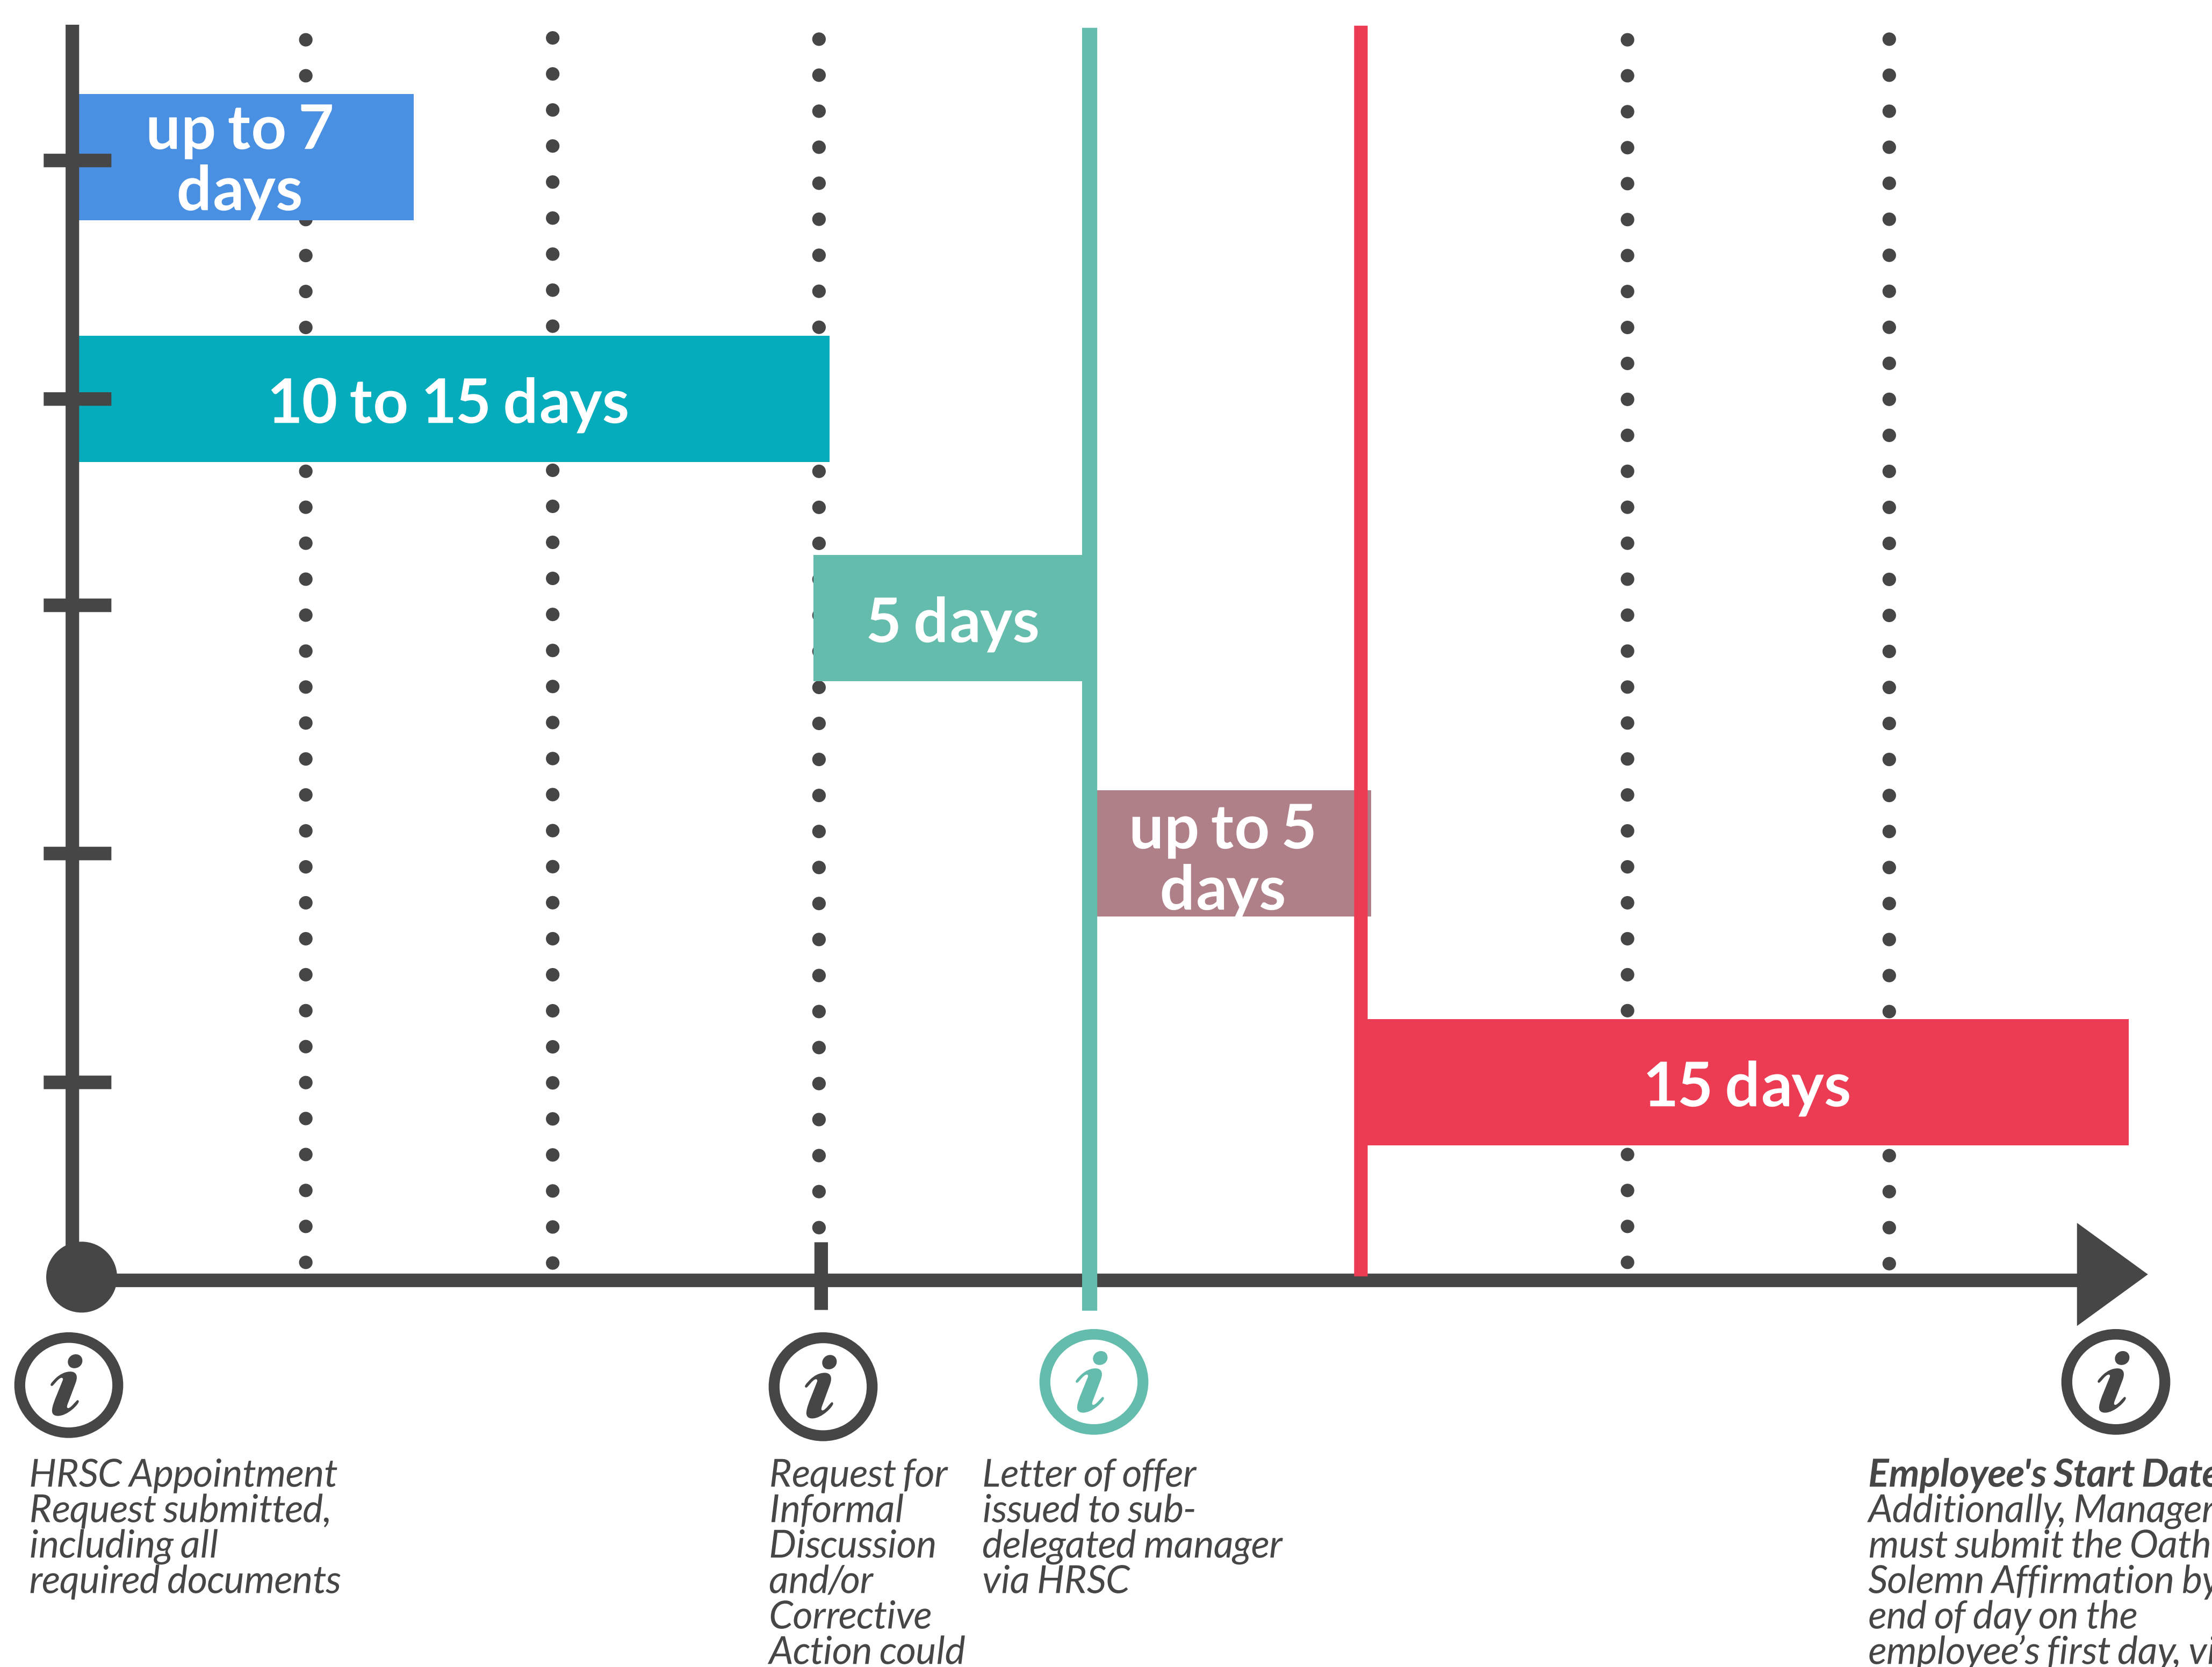 up to 7
days
10 to 15 days
5 days
up to 5
days
15 days
i
i
i
i
HRSC Appointment
Request submitted,
including all
required documents
Request for
Informal
Discussion
and/or
Corrective
Action could
Letter of offer
issued to sub-
delegated manager
via HRSC
Employee's Start Date
Additionally, Manager
must submit the Oath
Solemn Affirmation by
end of day on the
employee’s first day,